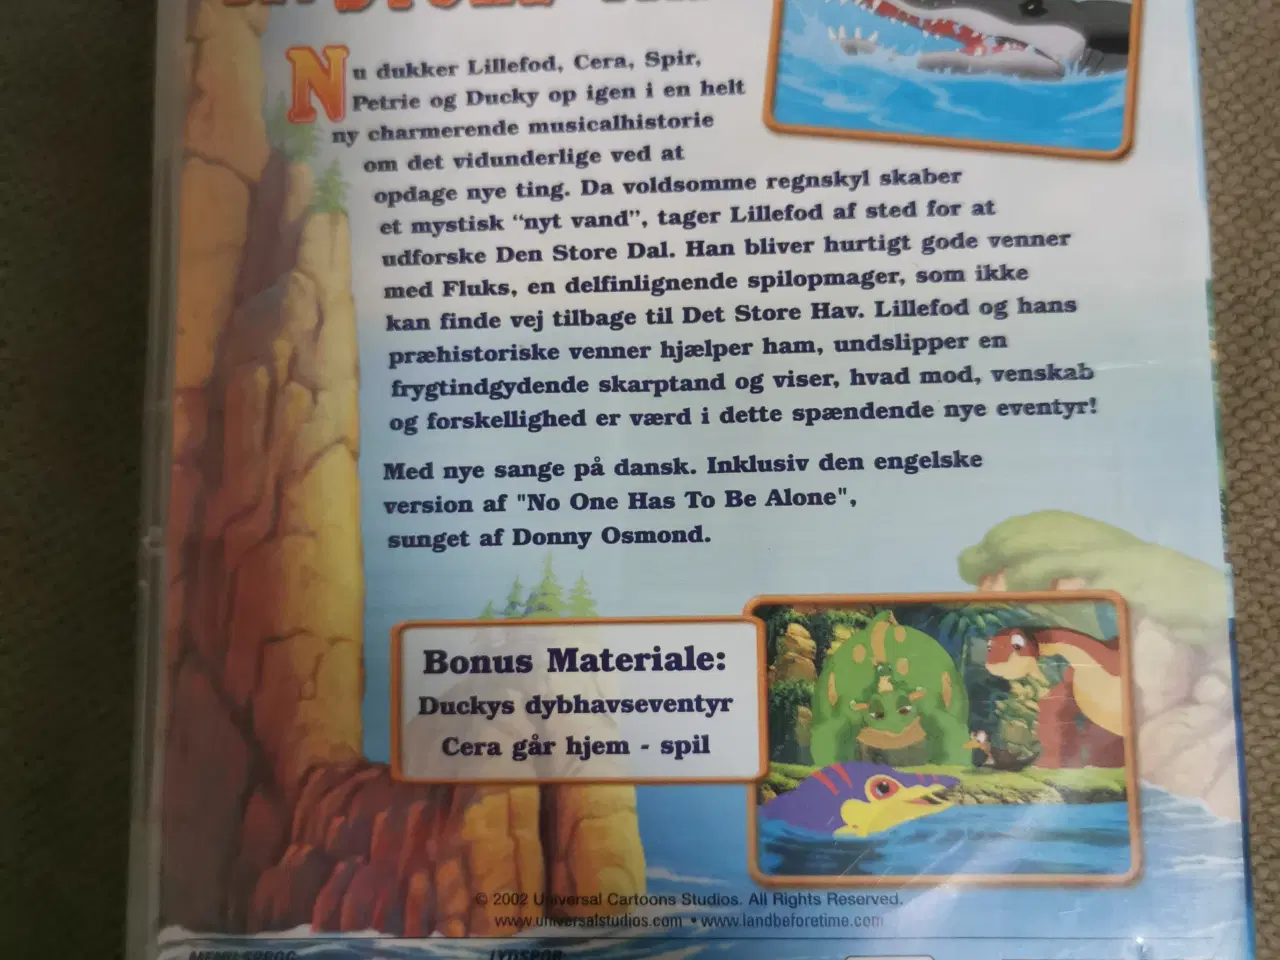 Nu dukker Lillefod, Cera, Spir,
Petrie og Ducky op igen i en helt
ny charmerende musicalhistorie
om det vidunderlige ved at
opdage nye ting. Da voldsomme regnskyl skaber
et mystisk “nyt vand”, tager Lillefod af sted for at
udforske Den Store Dal. Han bliver hurtigt gode venner
med Fluks, en delfinlignende spilopmager, som ikke
kan finde vej tilbage til Det Store Hav. Lillefod og hans
præhistoriske venner hjælper ham, undslipper en
frygtindgydende skarptand og viser, hvad mod, venskab
og forskellighed er værd i dette spændende nye eventyr!
Med nye sange på dansk. Inklusiv den engelske
version af "No One Has To Be Alone",
sunget af Donny Osmond.
Bonus Materiale:
Duckys dybhavseventyr
Cera går hjem - spil
© 2002 Universal Cartoons Studios. All Rights Reserved.
www.universalstudios.com • www.landbeforetime.com